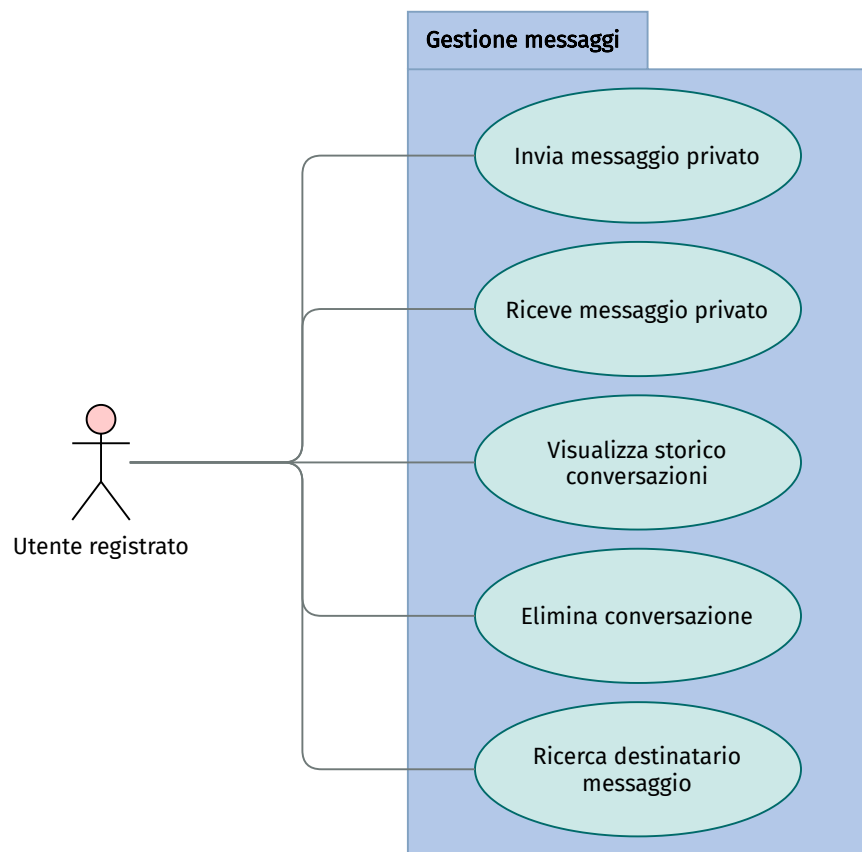 Gestione messaggi
Invia messaggio privato
Riceve messaggio privato
Visualizza storico
conversazioni
Utente registrato
Elimina conversazione
Ricerca destinatario
messaggio